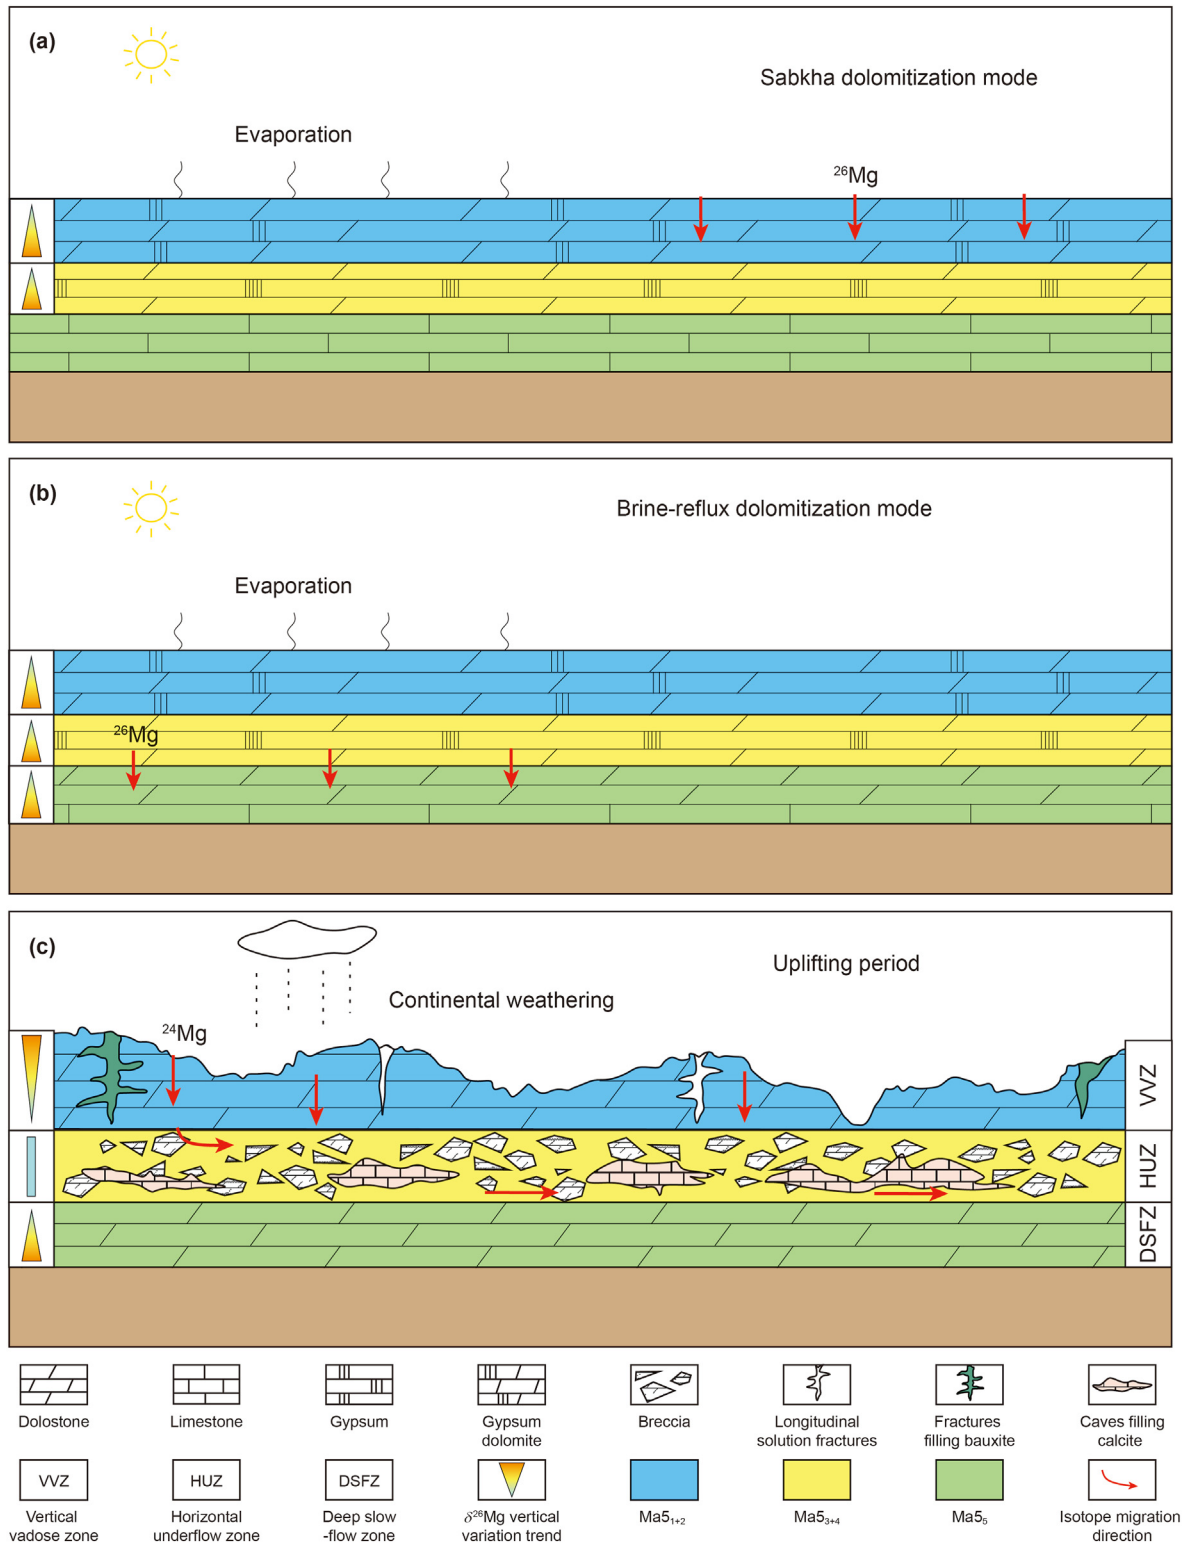 (a)
Sabkha dolomitization mode
Evaporation
²⁶Mg
(b)
Brine-reflux dolomitization mode
Evaporation
²⁶Mg
(c)
Uplifting period
Continental weathering
²⁴Mg
VVZ
HUZ
DSFZ
Dolostone
Limestone
Gypsum
Gypsum
dolomite
Breccia
Longitudinal
solution fractures
Fractures
filling bauxite
Caves filling
calcite
VVZ
HUZ
DSFZ
Vertical
vadose zone
Horizontal
underflow zone
Deep slow
-flow zone
δ²⁶Mg vertical
variation trend
Ma5₁₊₂
Ma5₃₊₄
Ma5₅
Isotope migration
direction